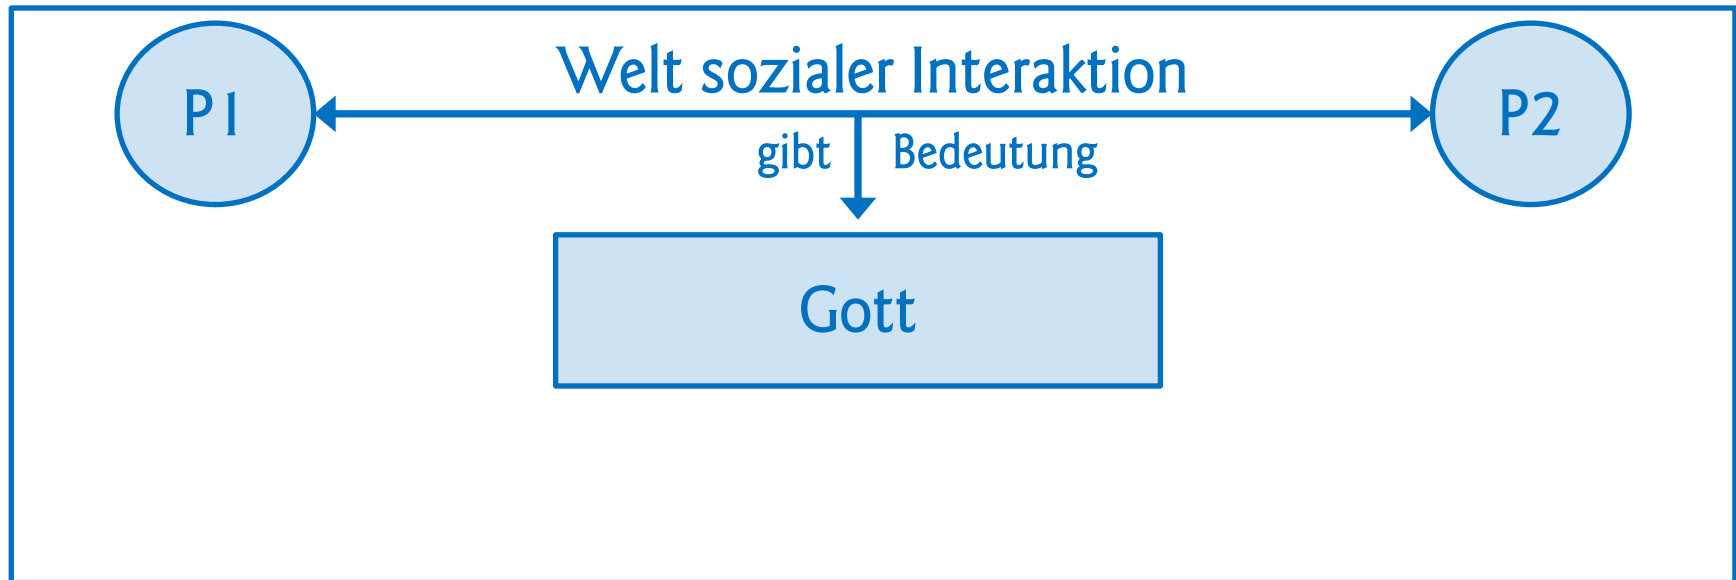 Welt sozialer Interaktion
P1
P2
gibt Bedeutung
Gott